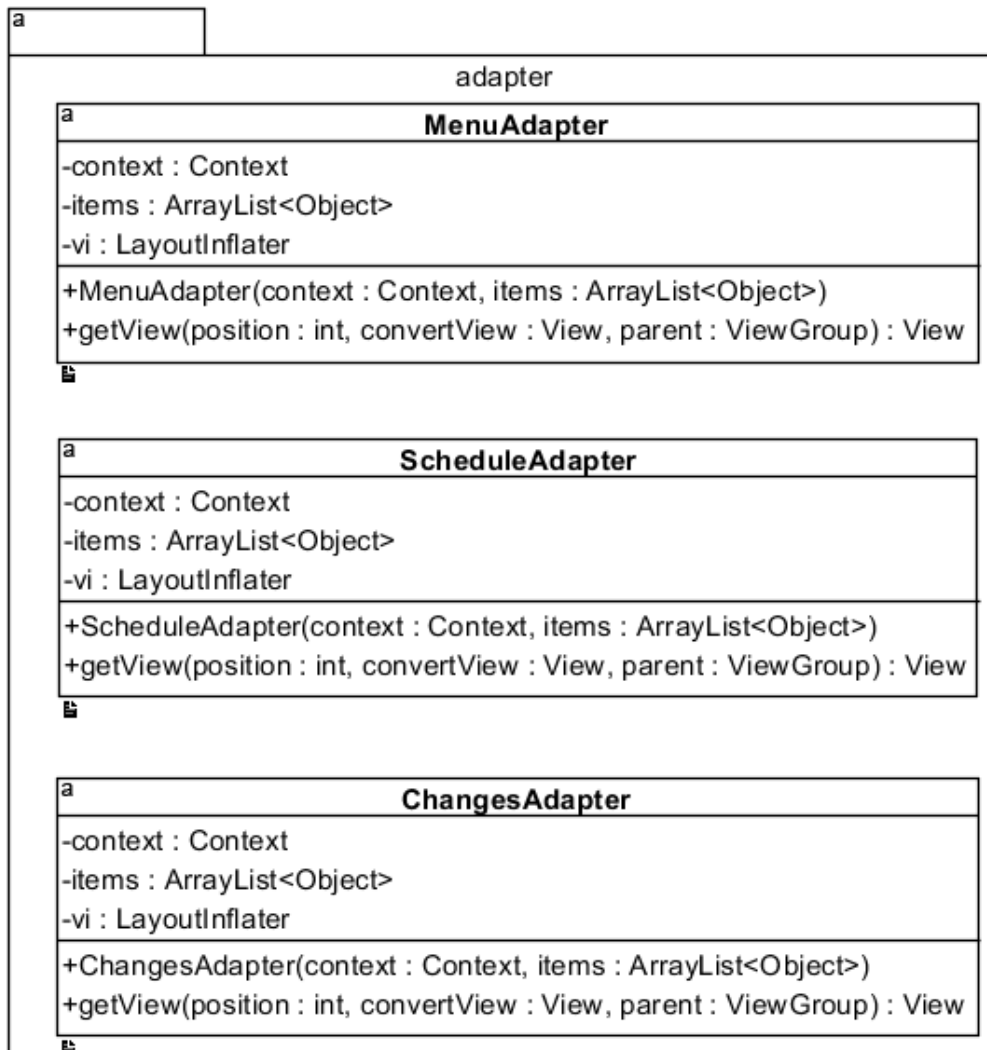 a
adapter
a
MenuAdapter
-context : Context
-items : ArrayList<Object>
-vi : LayoutInflater
+MenuAdapter(context : Context, items : ArrayList<Object>)
+getView(position : int, convertView : View, parent : ViewGroup) : View
a
ScheduleAdapter
-context : Context
-items : ArrayList<Object>
-vi : LayoutInflater
+ScheduleAdapter(context : Context, items : ArrayList<Object>)
+getView(position : int, convertView : View, parent : ViewGroup) : View
a
ChangesAdapter
-context : Context
-items : ArrayList<Object>
-vi : LayoutInflater
+ChangesAdapter(context : Context, items : ArrayList<Object>)
+getView(position : int, convertView : View, parent : ViewGroup) : View